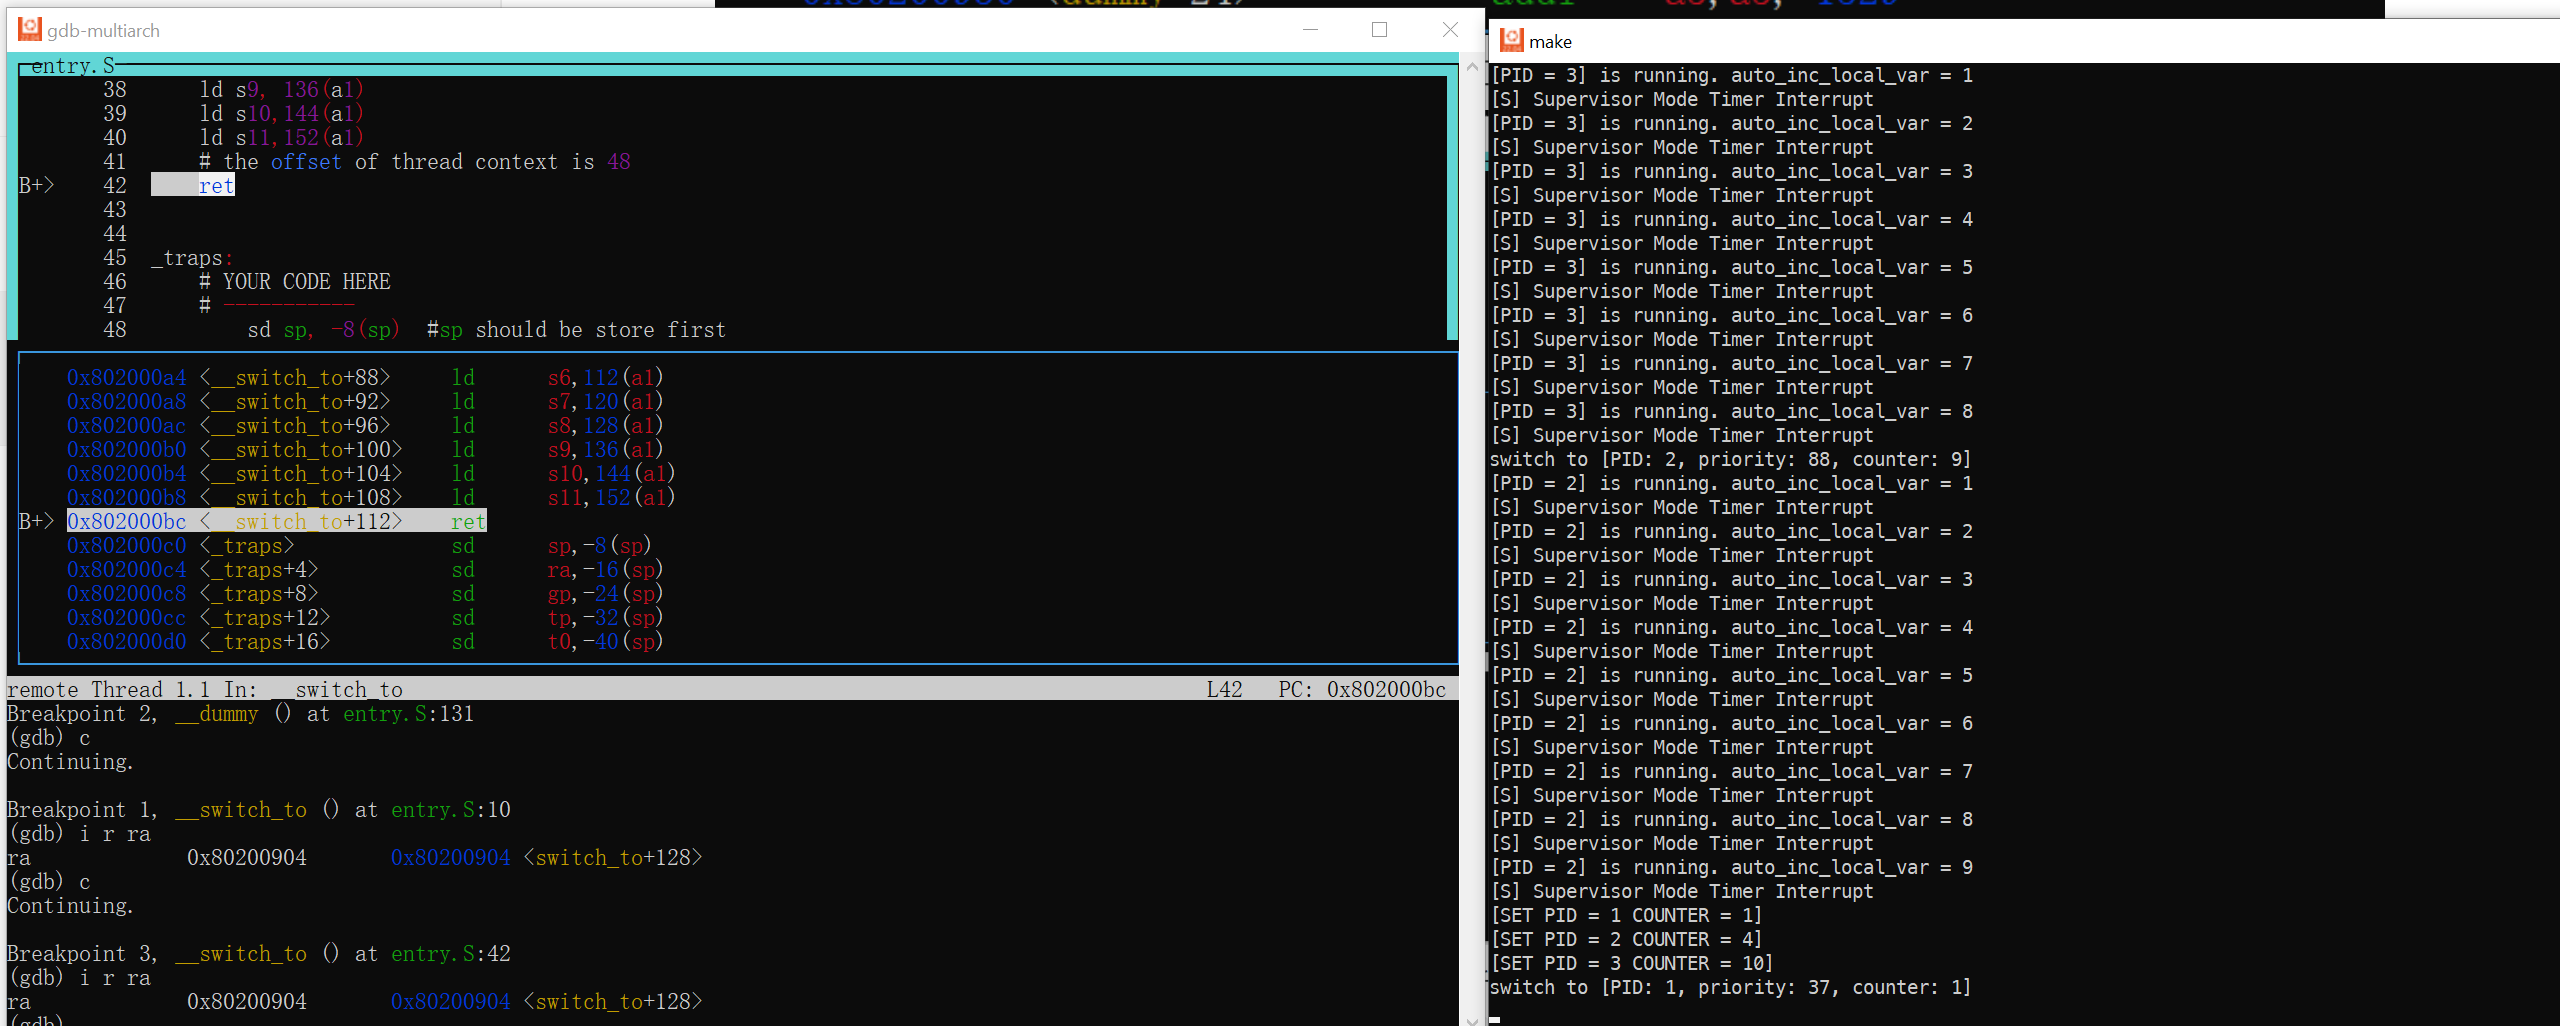 gdb-multiarch
entry.S
38 ld s9, 136(a1)
39 ld s10,144(a1)
40 ld s11,152(a1)
41 # the offset of thread context is 48
B+> 42 ret
43
44
45 _traps:
46 # YOUR CODE HERE
47 # -----------
48 sd sp, -8(sp) #sp should be store first
0x802000a4 <__switch_to+88> ld s6,112(a1)
0x802000a8 <__switch_to+92> ld s7,120(a1)
0x802000ac <__switch_to+96> ld s8,128(a1)
0x802000b0 <__switch_to+100> ld s9,136(a1)
0x802000b4 <__switch_to+104> ld s10,144(a1)
0x802000b8 <__switch_to+108> ld s11,152(a1)
B+> 0x802000bc <__switch_to+112> ret
0x802000c0 <_traps> sd sp,-8(sp)
0x802000c4 <_traps+4> sd ra,-16(sp)
0x802000c8 <_traps+8> sd gp,-24(sp)
0x802000cc <_traps+12> sd tp,-32(sp)
0x802000d0 <_traps+16> sd t0,-40(sp)
remote Thread 1.1 In: __switch_to L42 PC: 0x802000bc
Breakpoint 2, __dummy () at entry.S:131
(gdb) c
Continuing.
Breakpoint 1, __switch_to () at entry.S:10
(gdb) i r ra
ra 0x80200904 0x80200904 <switch_to+128>
(gdb) c
Continuing.
Breakpoint 3, __switch_to () at entry.S:42
(gdb) i r ra
ra 0x80200904 0x80200904 <switch_to+128>
(gdb)
make
[PID = 3] is running. auto_inc_local_var = 1
[S] Supervisor Mode Timer Interrupt
[PID = 3] is running. auto_inc_local_var = 2
[S] Supervisor Mode Timer Interrupt
[PID = 3] is running. auto_inc_local_var = 3
[S] Supervisor Mode Timer Interrupt
[PID = 3] is running. auto_inc_local_var = 4
[S] Supervisor Mode Timer Interrupt
[PID = 3] is running. auto_inc_local_var = 5
[S] Supervisor Mode Timer Interrupt
[PID = 3] is running. auto_inc_local_var = 6
[S] Supervisor Mode Timer Interrupt
[PID = 3] is running. auto_inc_local_var = 7
[S] Supervisor Mode Timer Interrupt
[PID = 3] is running. auto_inc_local_var = 8
[S] Supervisor Mode Timer Interrupt
switch to [PID: 2, priority: 88, counter: 9]
[PID = 2] is running. auto_inc_local_var = 1
[S] Supervisor Mode Timer Interrupt
[PID = 2] is running. auto_inc_local_var = 2
[S] Supervisor Mode Timer Interrupt
[PID = 2] is running. auto_inc_local_var = 3
[S] Supervisor Mode Timer Interrupt
[PID = 2] is running. auto_inc_local_var = 4
[S] Supervisor Mode Timer Interrupt
[PID = 2] is running. auto_inc_local_var = 5
[S] Supervisor Mode Timer Interrupt
[PID = 2] is running. auto_inc_local_var = 6
[S] Supervisor Mode Timer Interrupt
[PID = 2] is running. auto_inc_local_var = 7
[S] Supervisor Mode Timer Interrupt
[PID = 2] is running. auto_inc_local_var = 8
[S] Supervisor Mode Timer Interrupt
[PID = 2] is running. auto_inc_local_var = 9
[S] Supervisor Mode Timer Interrupt
[SET PID = 1 COUNTER = 1]
[SET PID = 2 COUNTER = 4]
[SET PID = 3 COUNTER = 10]
switch to [PID: 1, priority: 37, counter: 1]